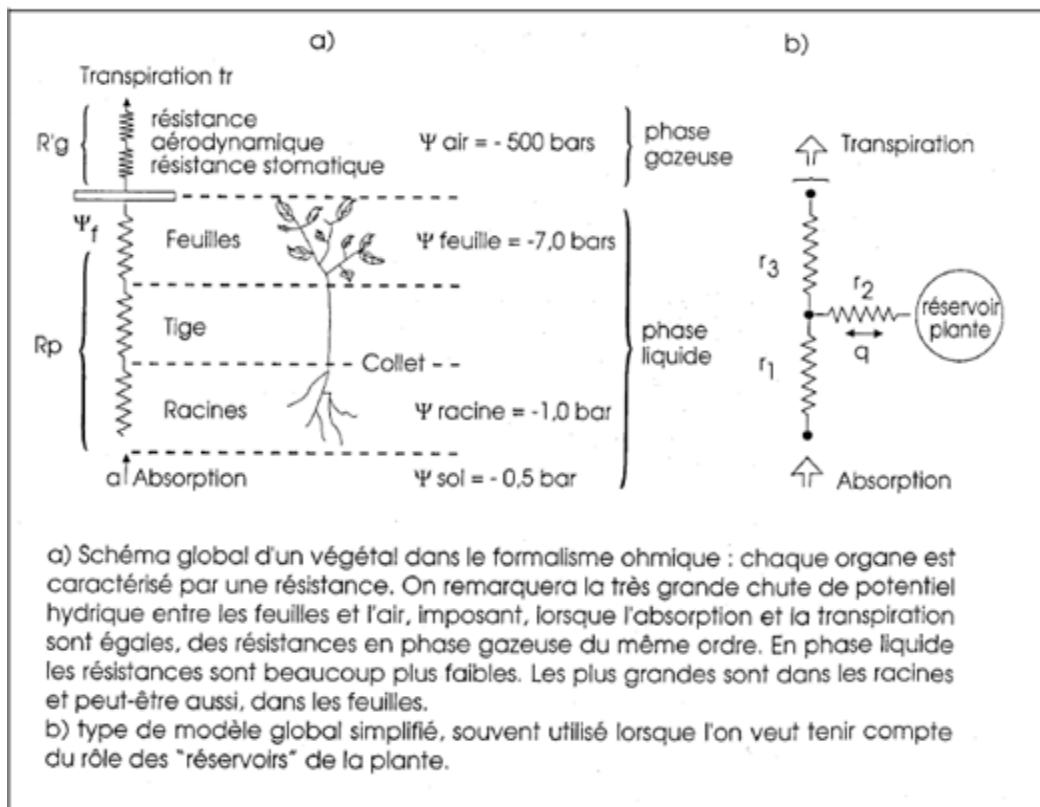 a)
Transpiration tr
R'g
résistance
aérodynamique
résistance stomatique
Ψ air = - 500 bars
phase
gazeuse
Ψf
Feuilles
Ψ feuille = -7,0 bars
Rp
Tige
Collet
phase
liquide
Racines
Ψ racine = -1,0 bar
a Absorption
Ψ sol = - 0,5 bar
b)
Transpiration
r3
r2
réservoir
plante
q
r1
Absorption
a) Schéma global d'un végétal dans le formalisme ohmique : chaque organe est
caractérisé par une résistance. On remarquera la très grande chute de potentiel
hydrique entre les feuilles et l'air, imposant, lorsque l'absorption et la transpiration
sont égales, des résistances en phase gazeuse du même ordre. En phase liquide
les résistances sont beaucoup plus faibles. Les plus grandes sont dans les racines
et peut-être aussi, dans les feuilles.
b) type de modèle global simplifié, souvent utilisé lorsque l'on veut tenir compte
du rôle des "réservoirs" de la plante.